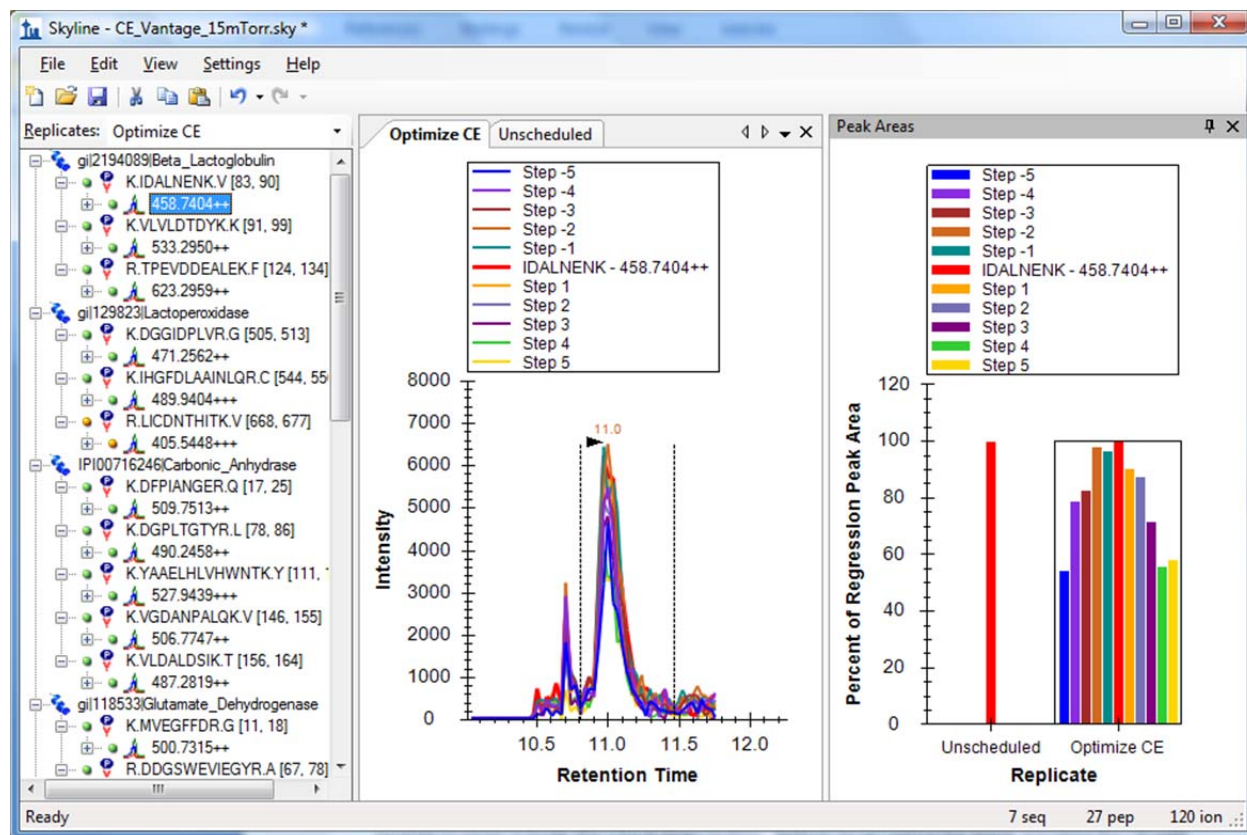 Skyline - CE_Vantage_15mTorr.sky *
File Edit View Settings Help
Replicates: Optimize CE
gi|2194089|Beta_Lactoglobulin
K.IDALNENK.V [83, 90]
458.7404++
K.VLVLDTDYK.K [91, 99]
533.2950++
R.TPEVDDEALEK.F [124, 134]
623.2959++
gi|129823|Lactoperoxidase
K.DGGIDPLVR.G [505, 513]
471.2562++
K.IHGFDLAAINLQR.C [544, 55
489.9404+++
R.LICDNTHITK.V [668, 677]
405.5448+++
IPI00716246|Carbonic_Anhydrase
K.DFPIANGER.Q [17, 25]
509.7513++
K.DGPLTGTYR.L [78, 86]
490.2458++
K.YAAELHLVHWNTK.Y [111,
527.9439+++
K.VGDANPALQK.V [146, 155]
506.7747++
K.VLDALDSIK.T [156, 164]
487.2819++
gi|118533|Glutamate_Dehydrogenase
K.MVEGFFDR.G [11, 18]
500.7315++
R.DDGSWEVIEGYR.A [67, 78]
Optimize CE Unscheduled
Step -5
Step -4
Step -3
Step -2
Step -1
IDALNENK - 458.7404++
Step 1
Step 2
Step 3
Step 4
Step 5
8000
7000
6000
5000
4000
3000
2000
1000
0
Intensity
11.0
10.5 11.0 11.5 12.0
Retention Time
Peak Areas
Step -5
Step -4
Step -3
Step -2
Step -1
IDALNENK - 458.7404++
Step 1
Step 2
Step 3
Step 4
Step 5
120
100
80
60
40
20
0
Percent of Regression Peak Area
Unscheduled Optimize CE
Replicate
Ready 7 seq 27 pep 120 ion